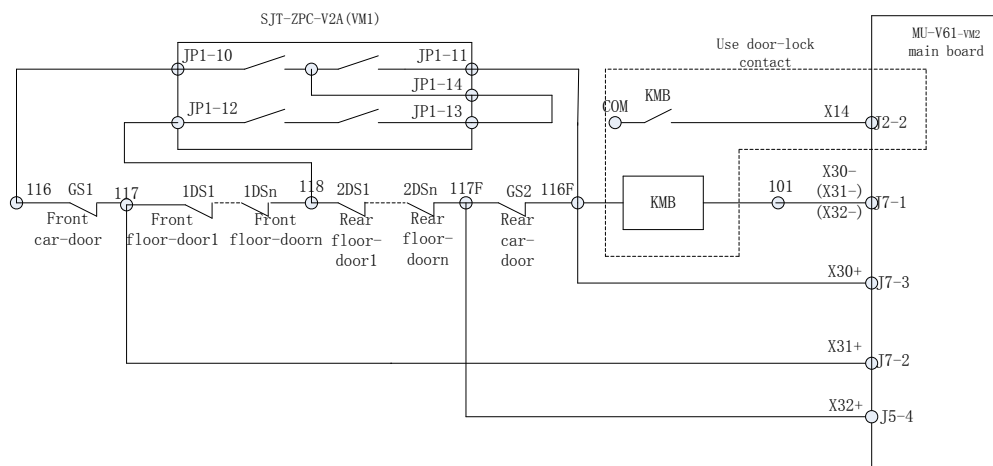 SJT-ZPC-V2A(VM1)
MU-V61-VM2
main board
Use door-lock
contact
JP1-10
JP1-11
JP1-14
JP1-12
JP1-13
COM
KMB
X14
J2-2
116
GS1
117
1DS1
1DSn
118
2DS1
2DSn
117F
GS2
116F
KMB
101
X30-
(X31-)
(X32-)
J7-1
Front
car-door
Front
floor-door1
Front
floor-doorn
Rear
floor-
door1
Rear
floor-
doorn
Rear
car-
door
X30+
J7-3
X31+
J7-2
X32+
J5-4